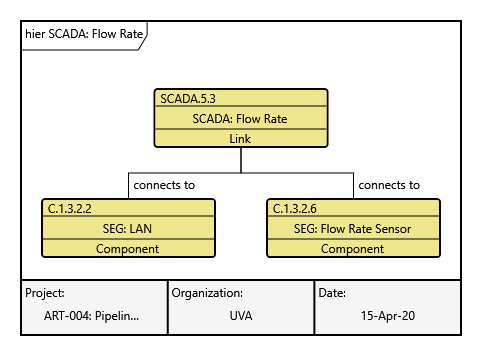 hier SCADA: Flow Rate
SCADA.5.3
SCADA: Flow Rate
Link
connects to
connects to
C.1.3.2.2
SEG: LAN
Component
C.1.3.2.6
SEG: Flow Rate Sensor
Component
Project:
ART-004: Pipelin...
Organization:
UVA
Date:
15-Apr-20